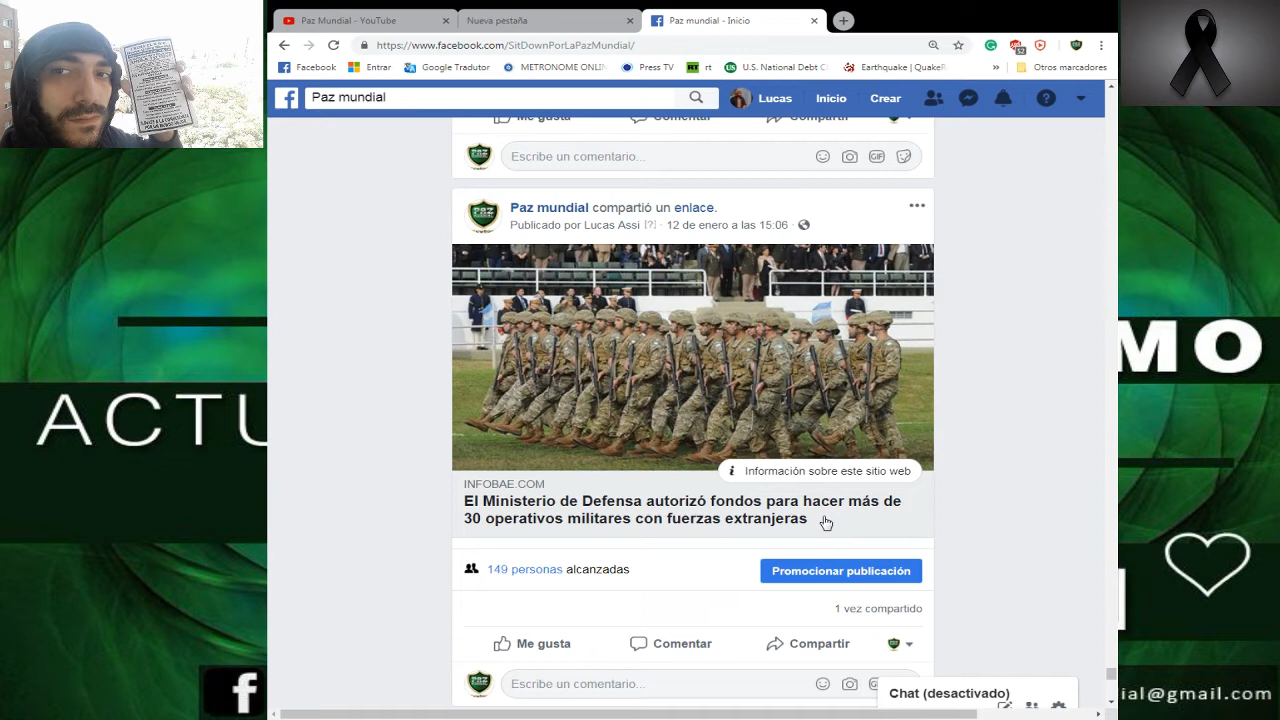 Paz Mundial - YouTube
Nueva pestaña
Paz mundial - Inicio
https://www.facebook.com/SitDownPorLaPazMundial/
Facebook
Entrar
Google Tradutor
METRONOME ONLIN
Press TV
RT
rt
US
U.S. National Debt C
Earthquake | QuakeR
»
Otros marcadores
Paz mundial
Lucas
Inicio
Crear
Me gusta
Comentar
Compartir
Escribe un comentario...
GIF
Paz mundial compartió un enlace.
Publicado por Lucas Assi [?] · 12 de enero a las 15:06 ·
Información sobre este sitio web
INFOBAE.COM
El Ministerio de Defensa autorizó fondos para hacer más de
30 operativos militares con fuerzas extranjeras
149 personas alcanzadas
Promocionar publicación
1 vez compartido
Me gusta
Comentar
Compartir
Escribe un comentario...
Chat (desactivado)
ACTU
MO
ial@gmail.com